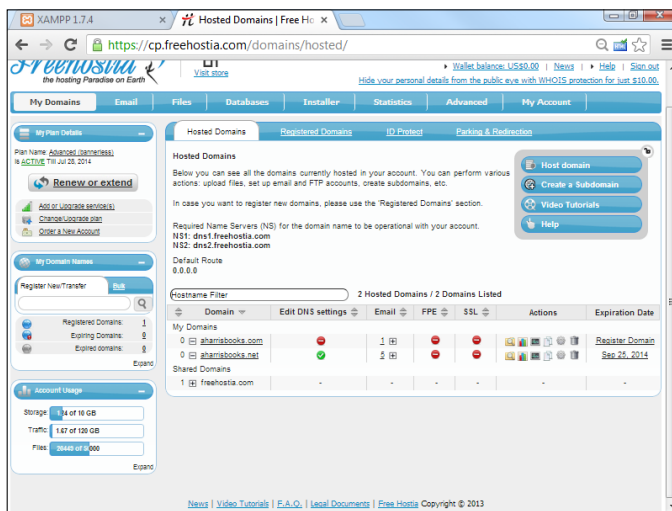 XAMPP 1.7.4
Hosted Domains | Free Ho
https://cp.freehostia.com/domains/hosted/
Freehostia
the hosting Paradise on Earth
Visit store
Wallet balance: US$0.00 | News | Help | Sign out
Hide your personal details from the public eye with WHOIS protection for just $10.00.
My Domains Email Files Databases Installer Statistics Advanced My Account
My Plan Details
Plan Name: Advanced (bannerless)
is ACTIVE Till Jul 28, 2014
Renew or extend
Add or Upgrade service(s)
Change/Upgrade plan
Order a New Account
My Domain Names
Register New/Transfer Bulk
Registered Domains: 1
Expiring Domains: 0
Expired domains: 0
Expand
Account Usage
Storage: 1.24 of 10 GB
Traffic: 1.67 of 120 GB
Files:
Expand
Hosted Domains Registered Domains ID Protect Parking & Redirection
Hosted Domains
Below you can see all the domains currently hosted in your account. You can perform various
actions: upload files, set up email and FTP accounts, create subdomains, etc.
In case you want to register new domains, please use the 'Registered Domains' section.
Required Name Servers (NS) for the domain name to be operational with your account.
NS1: dns1.freehostia.com
NS2: dns2.freehostia.com
Default Route
0.0.0.0
Host domain
Create a Subdomain
Video Tutorials
Help
Hostname Filter 2 Hosted Domains / 2 Domains Listed
Domain Edit DNS settings Email FPE SSL Actions Expiration Date
My Domains
0 aharrisbooks.com 1 Register Domain
0 aharrisbooks.net 5 Sep 25, 2014
Shared Domains
1 freehostia.com - - - - - -
News | Video Tutorials | F.A.Q. | Legal Documents | Free Hostia Copyright © 2013